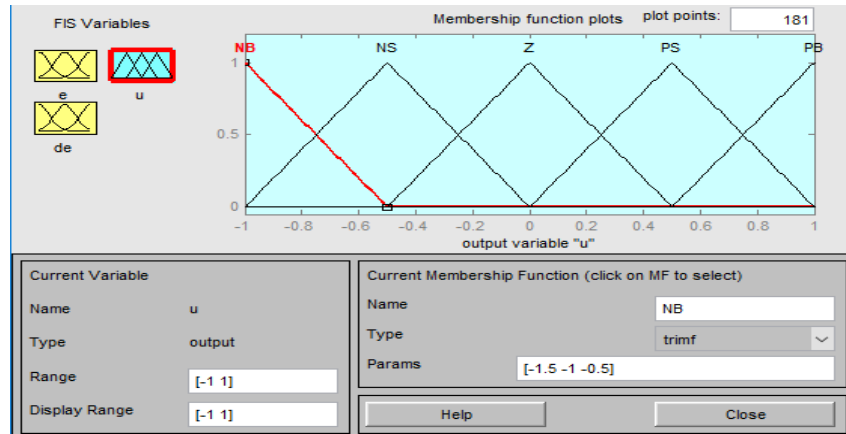 FIS Variables
Membership function plots
plot points:
181
e
u
de
NB
NS
Z
PS
PB
1
0.5
0
-1
-0.8
-0.6
-0.4
-0.2
0
0.2
0.4
0.6
0.8
1
output variable "u"
Current Variable
Name
u
Type
output
Range
[-1 1]
Display Range
[-1 1]
Current Membership Function (click on MF to select)
Name
NB
Type
trimf
Params
[-1.5 -1 -0.5]
Help
Close